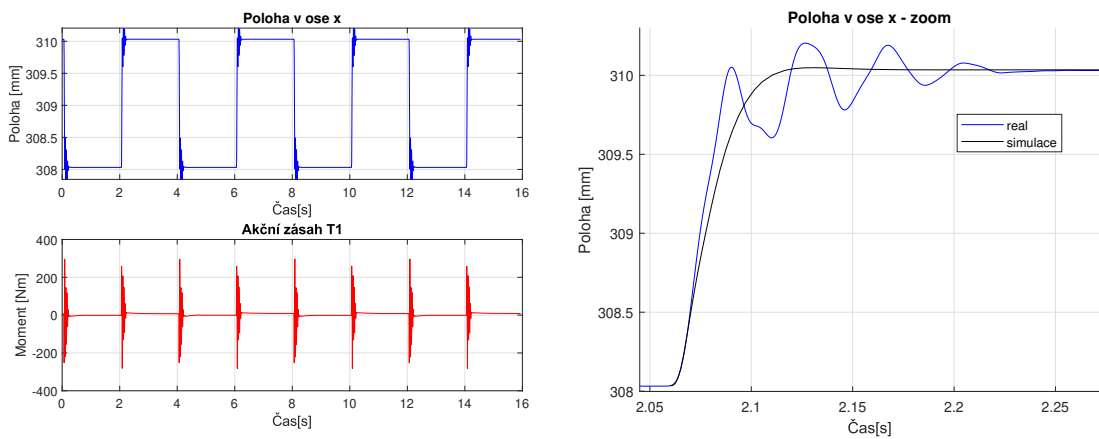 Poloha v ose x
Poloha [mm]
310
309.5
309
308.5
308
0 2 4 6 8 10 12 14 16
Čas[s]
Akční zásah T1
Moment [Nm]
400
200
0
-200
-400
0 2 4 6 8 10 12 14 16
Čas[s]
Poloha v ose x - zoom
Poloha [mm]
310
309.5
309
308.5
308
2.05 2.1 2.15 2.2 2.25
Čas[s]
real
simulace